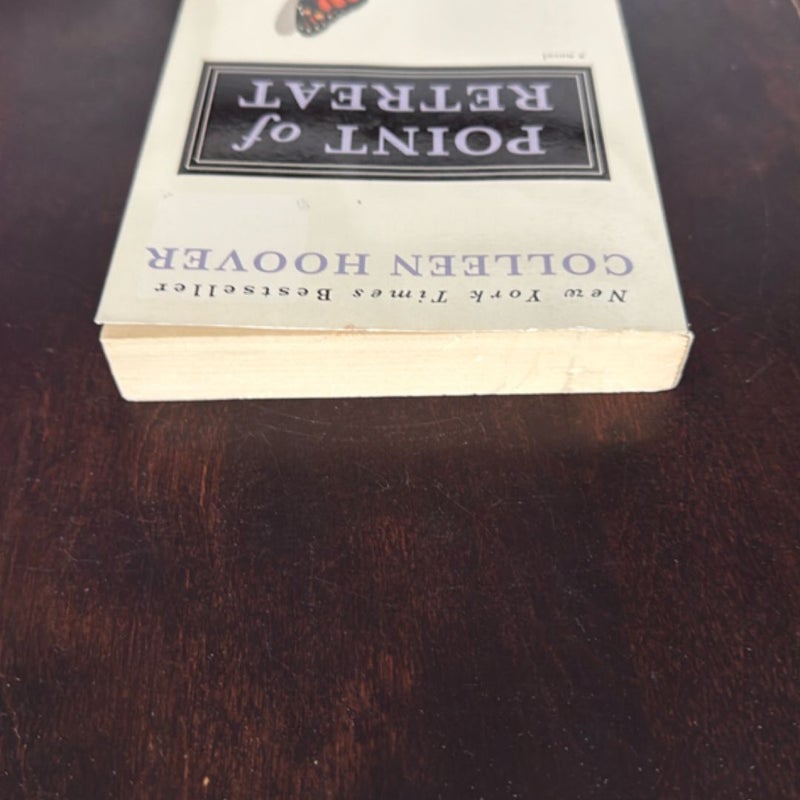 New York Times Bestseller
COLLEEN HOOVER
POINT of
RETREAT
a novel